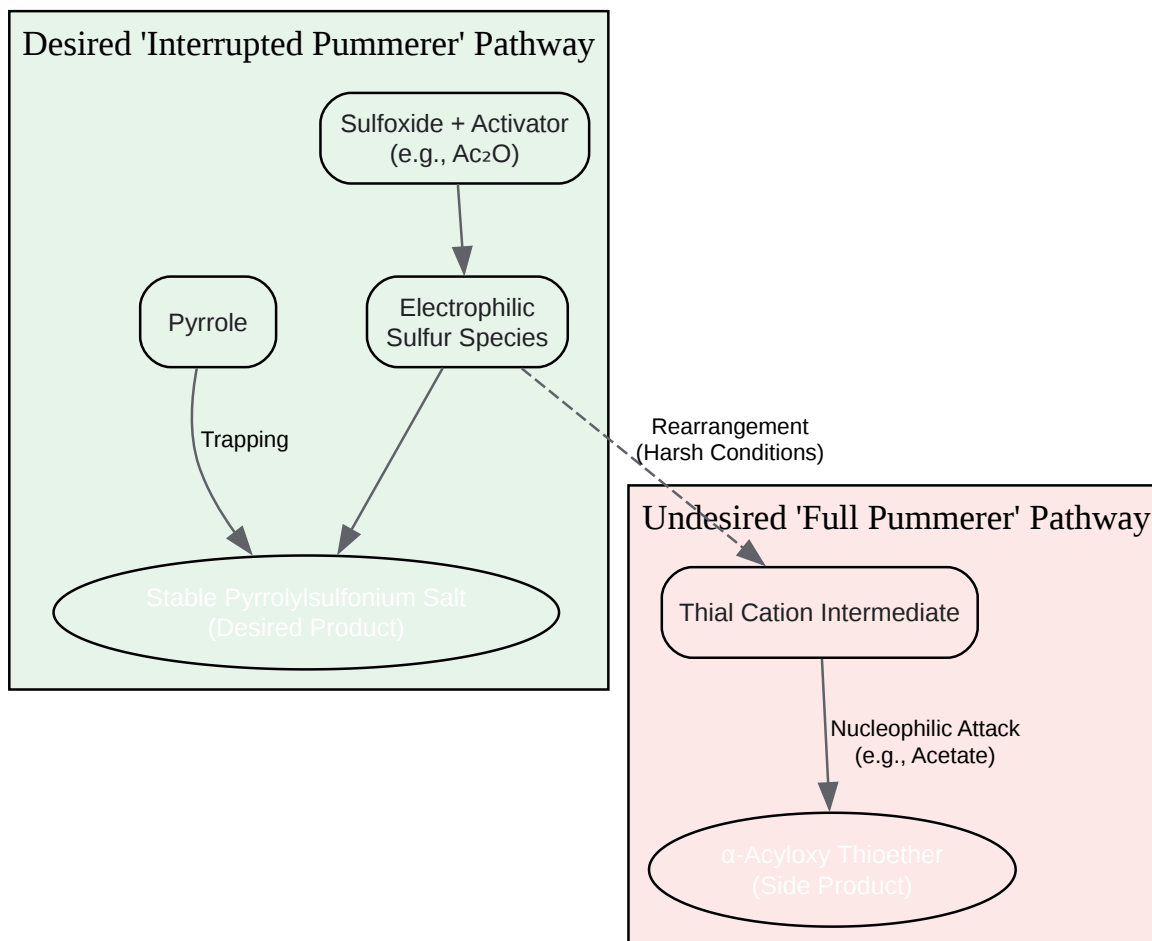 Desired 'Interrupted Pummerer' Pathway
Sulfoxide + Activator
(e.g., Ac₂O)
Pyrrole
Electrophilic
Sulfur Species
Trapping
Rearrangement
(Harsh Conditions)
Stable Pyrrolylsulfonium Salt
(Desired Product)
Undesired 'Full Pummerer' Pathway
Thial Cation Intermediate
Nucleophilic Attack
(e.g., Acetate)
α-Acyloxy Thioether
(Side Product)